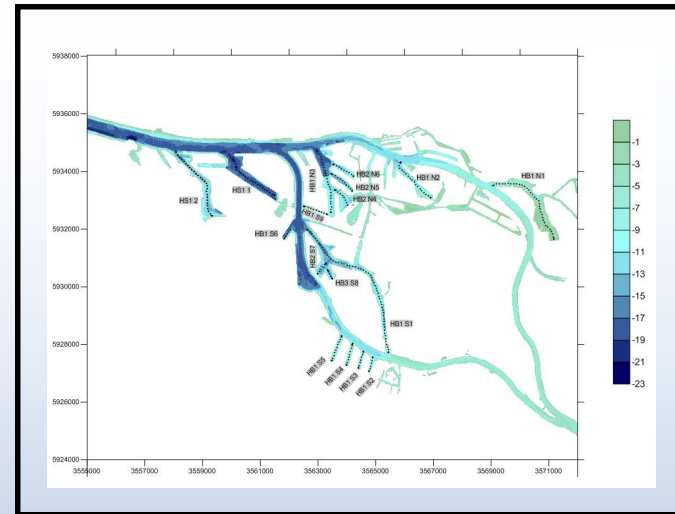 5938000
5936000
5934000
5932000
5930000
5928000
5926000
5924000
3555000
3557000
3559000
3561000
3563000
3565000
3567000
3569000
3571000
HS1 2
HS1 1
HB1 N3
HB2 N6
HB2 N5
HB2 N4
HB1 N2
HB1 N1
HB1 S9
HB1 S6
HB2 S7
HB3 S8
HB1 S1
HB1 S5
HB1 S4
HB1 S3
HB1 S2
-1
-3
-5
-7
-9
-11
-13
-15
-17
-19
-21
-23